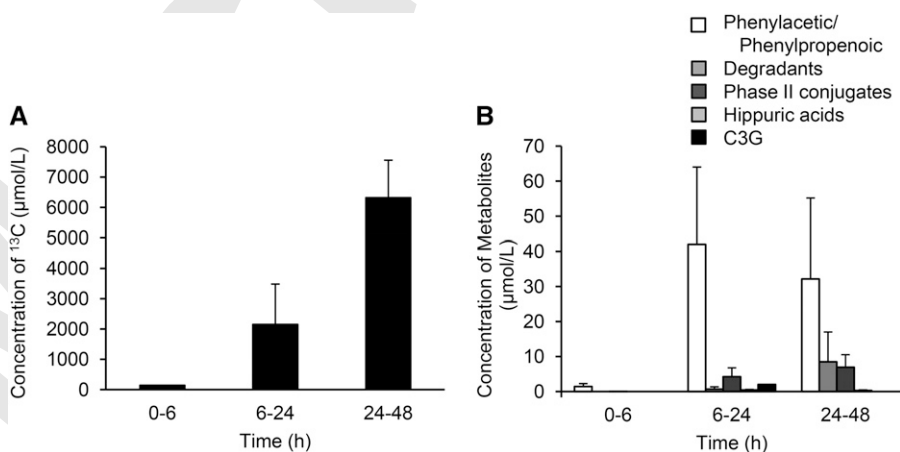 A
Concentration of ¹³C (μmol/L)
8000
7000
6000
5000
4000
3000
2000
1000
0
0-6
6-24
24-48
Time (h)
B
Phenylacetic/
Phenylpropenoic
Degradants
Phase II conjugates
Hippuric acids
C3G
Concentration of Metabolites
(μmol/L)
70
60
50
40
30
20
10
0
0-6
6-24
24-48
Time (h)